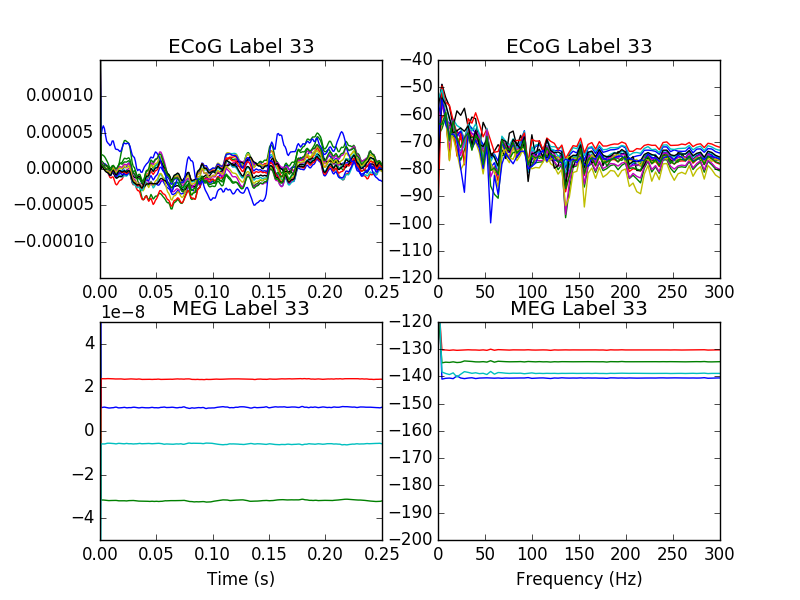 ECoG Label 33
ECoG Label 33
0.00010
0.00005
0.00000
−0.00005
−0.00010
0.00 0.05 0.10 0.15 0.20 0.25
−40
−50
−60
−70
−80
−90
−100
−110
−120
0 50 100 150 200 250 300
1e−8
MEG Label 33
MEG Label 33
4
2
0
−2
−4
0.00 0.05 0.10 0.15 0.20 0.25
Time (s)
−120
−130
−140
−150
−160
−170
−180
−190
−200
0 50 100 150 200 250 300
Frequency (Hz)